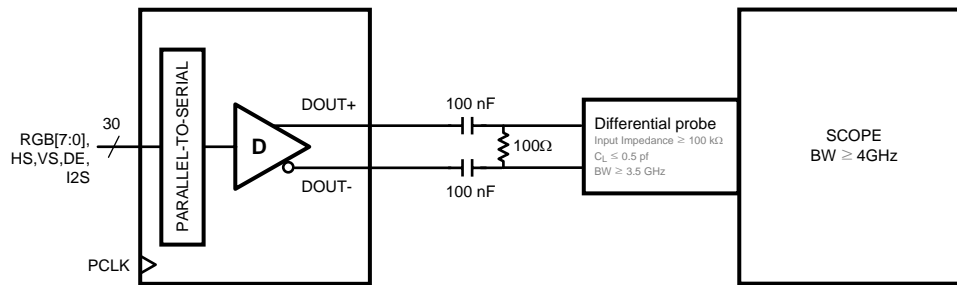 30
RGB[7:0],
HS,VS,DE,
I2S
PCLK
PARALLEL-TO-SERIAL
D
DOUT+
DOUT-
100 nF
100Ω
100 nF
Differential probe
Input Impedance ≥ 100 kΩ
CL ≤ 0.5 pf
BW ≥ 3.5 GHz
SCOPE
BW ≥ 4GHz